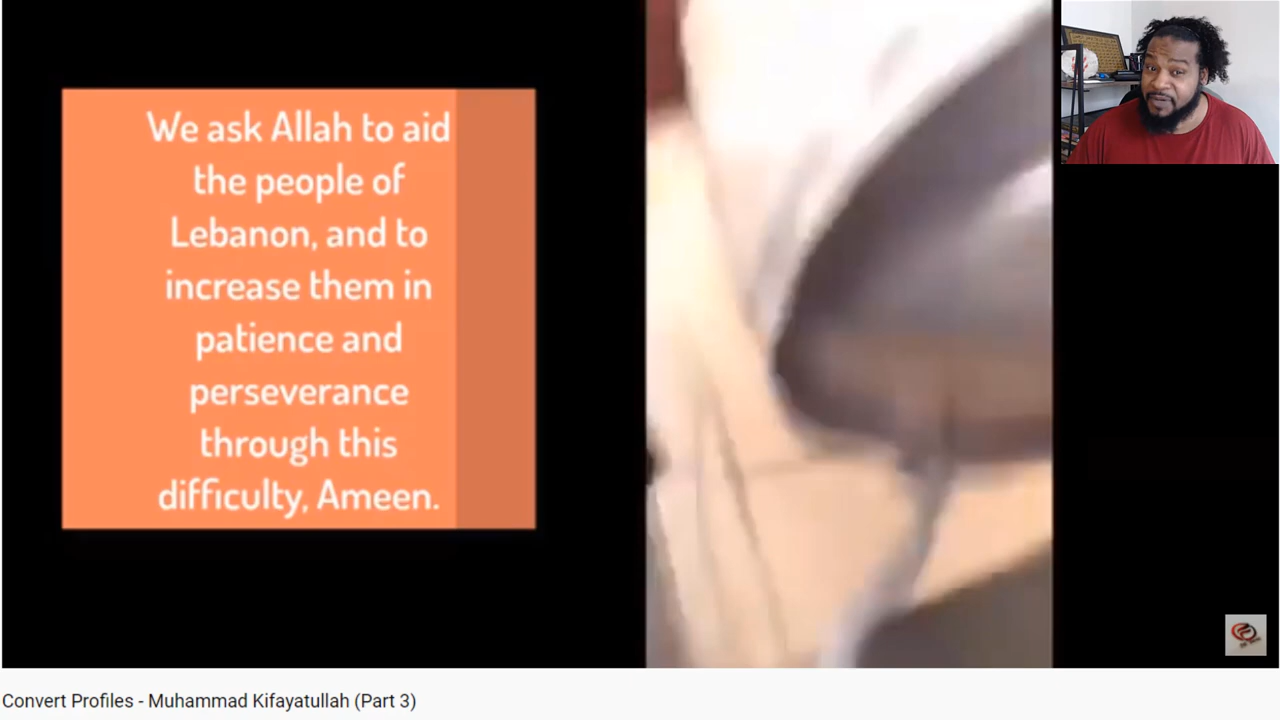 We ask Allah to aid
the people of
Lebanon, and to
increase them in
patience and
perseverance
through this
difficulty, Ameen.
Convert Profiles - Muhammad Kifayatullah (Part 3)